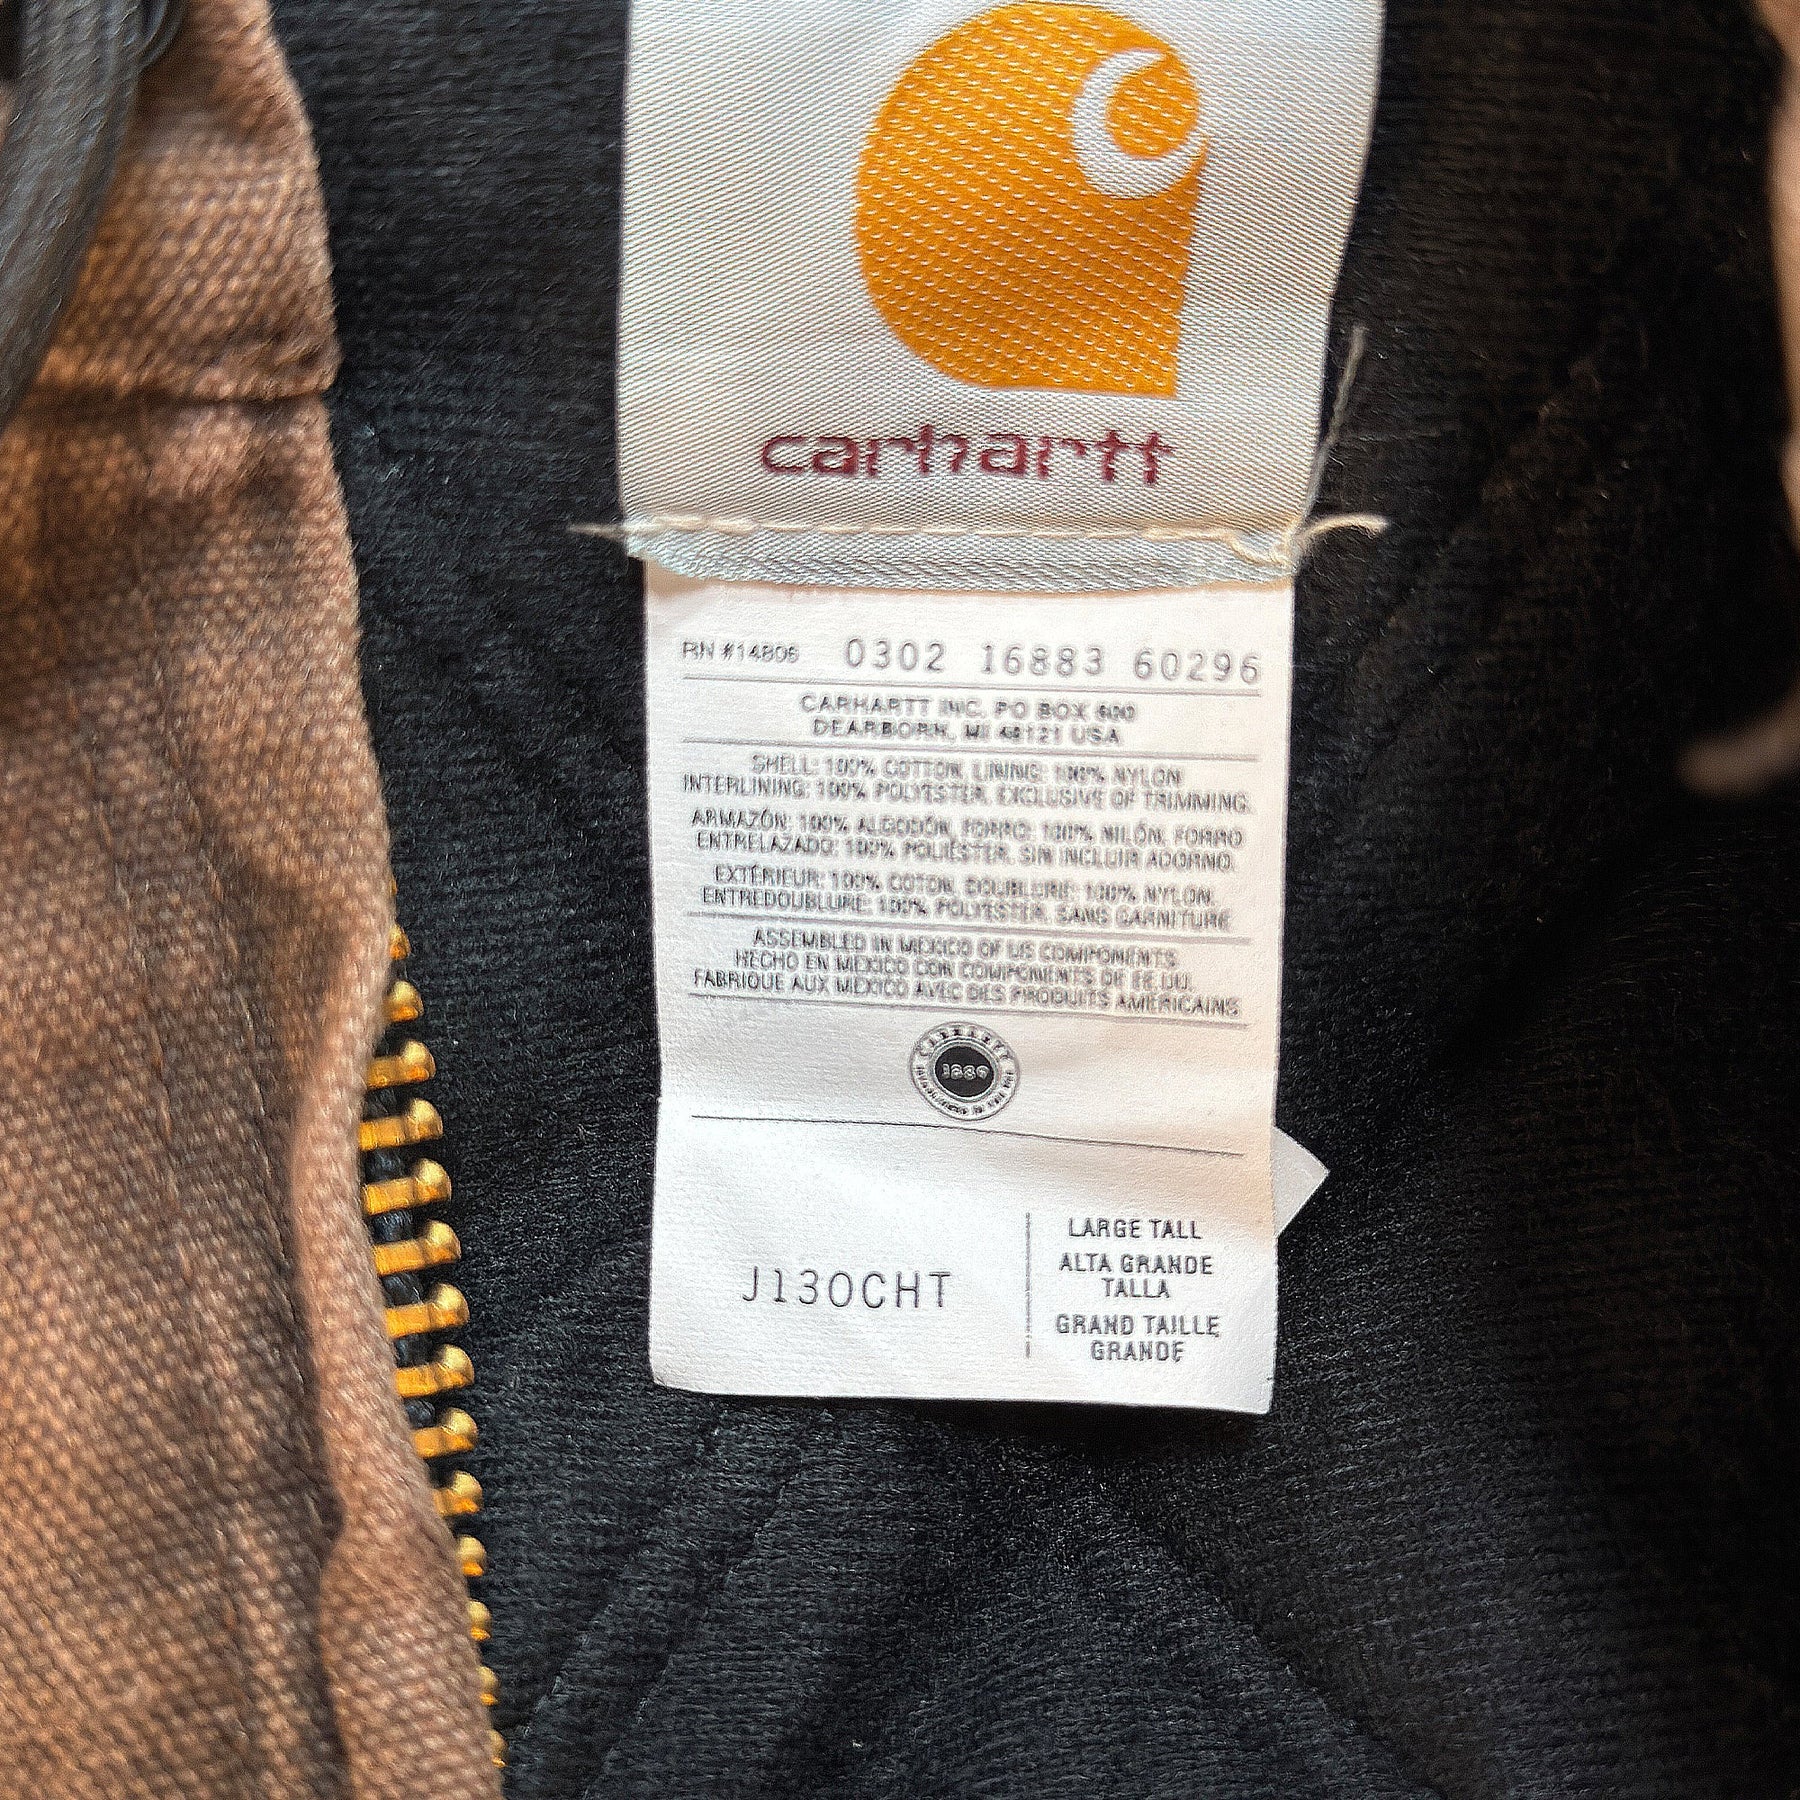 carhartt
RN #14806 0302 16883 60296
CARHARTT INC. PO BOX 600
DEARBORN, MI 48121 USA
SHELL: 100% COTTON, LINING: 100% NYLON
INTERLINING: 100% POLYESTER, EXCLUSIVE OF TRIMMING.
ARMAZÓN: 100% ALGODÓN, FORRO: 100% NILÓN, FORRO
ENTRELAZADO: 100% POLIÉSTER, SIN INCLUIR ADORNO.
EXTÉRIEUR: 100% COTON, DOUBLURE: 100% NYLON.
ENTREDOUBLURE: 100% POLYESTER, SANS GARNITURE
ASSEMBLED IN MEXICO OF US COMPONENTS
HECHO EN MEXICO CON COMPONENTS DE EE.UU.
FABRIQUE AUX MEXICO AVEC DES PRODUITS AMERICAINS
CARHARTT
1889
J130CHT
LARGE TALL
ALTA GRANDE
TALLA
GRAND TAILLE
GRANDE